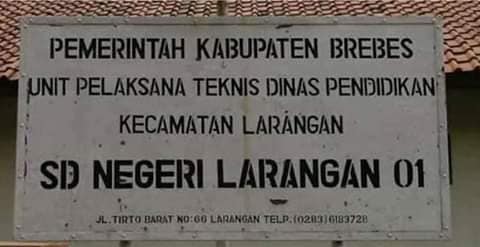 PEMERINTAH KABUPATEN BREBES
UNIT PELAKSANA TEKNIS DINAS PENDIDIKAN
KECAMATAN LARANGAN
SD NEGERI LARANGAN 01
JL.TIRTO BARAT NO:66 LARANGAN TELP.(0283)6183728